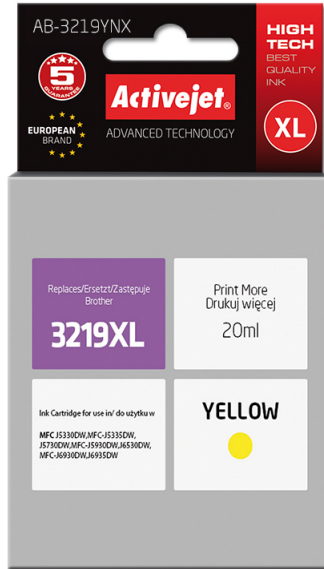 AB-3219YNX
HIGH
TECH
BEST
QUALITY
INK
5
YEARS
GUARANTEE
Activejet®
EUROPEAN
BRAND
ADVANCED TECHNOLOGY
XL
Replaces/Ersetzt/Zastępuje
Brother
3219XL
Print More
Drukuj więcej
20ml
Ink Cartridge for use in/ do użytku w
MFC J5330DW,MFC-J5335DW,
J5730DW,MFC-J5930DW,J6530DW,
MFC-J6930DW,J6935DW
YELLOW